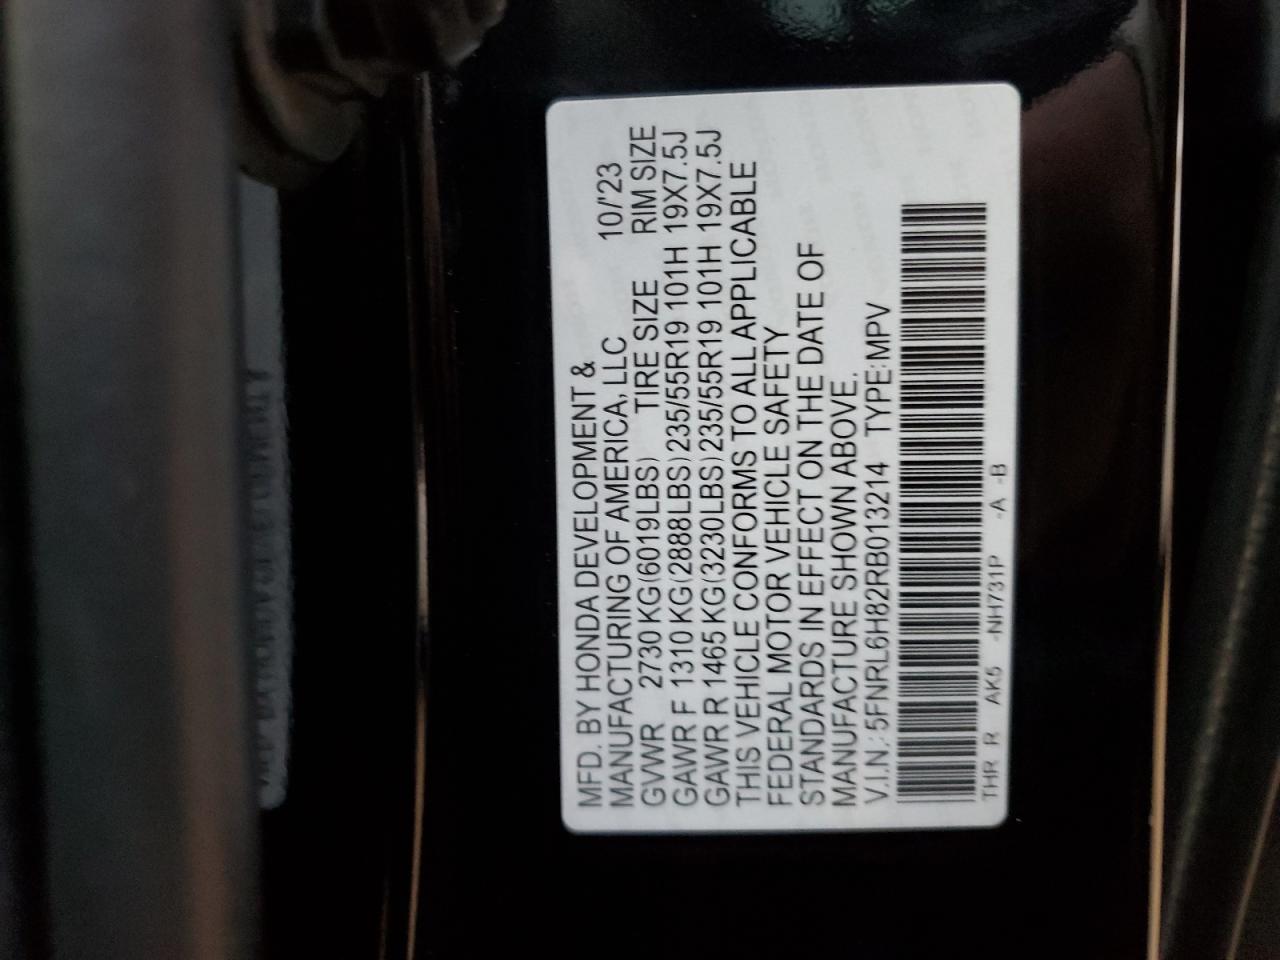 MFD. BY HONDA DEVELOPMENT &
MANUFACTURING OF AMERICA, LLC 10/'23
GVWR 2730 KG(6019LBS) TIRE SIZE RIM SIZE
GAWR F 1310 KG(2888LBS)235/55R19 101H 19X7.5J
GAWR R 1465 KG(3230LBS)235/55R19 101H 19X7.5J
THIS VEHICLE CONFORMS TO ALL APPLICABLE
FEDERAL MOTOR VEHICLE SAFETY
STANDARDS IN EFFECT ON THE DATE OF
MANUFACTURE SHOWN ABOVE.
V.I.N.: 5FNRL6H82RB013214 TYPE:MPV
THR R AK5 -NH731P -A -B